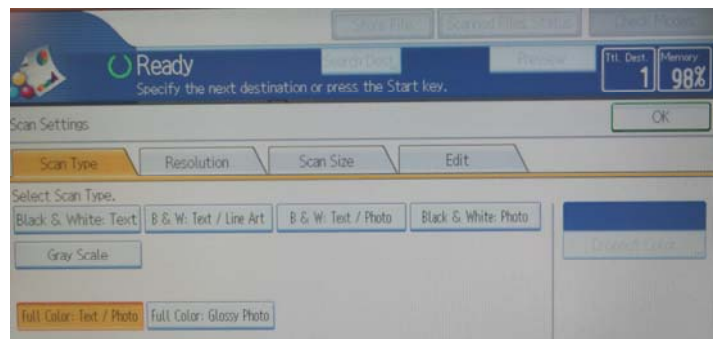 Store File Scanned Files Status Check Modes
Ready Search Dest. Preview Ttl. Dest. Memory
Specify the next destination or press the Start key. 1 98%
Scan Settings OK
Scan Type Resolution Scan Size Edit
Select Scan Type.
Black & White: Text B & W: Text / Line Art B & W: Text / Photo Black & White: Photo
Dropout Color
Gray Scale
Full Color: Text / Photo Full Color: Glossy Photo